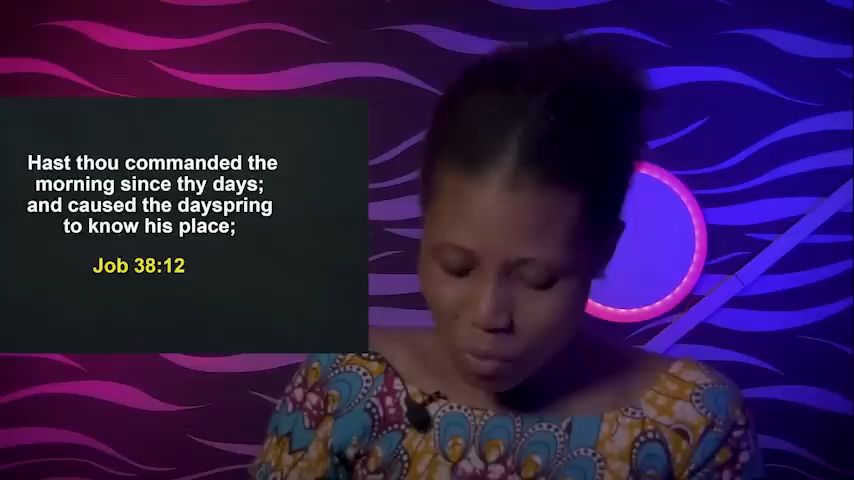 Hast thou commanded the
morning since thy days;
and caused the dayspring
to know his place;
Job 38:12